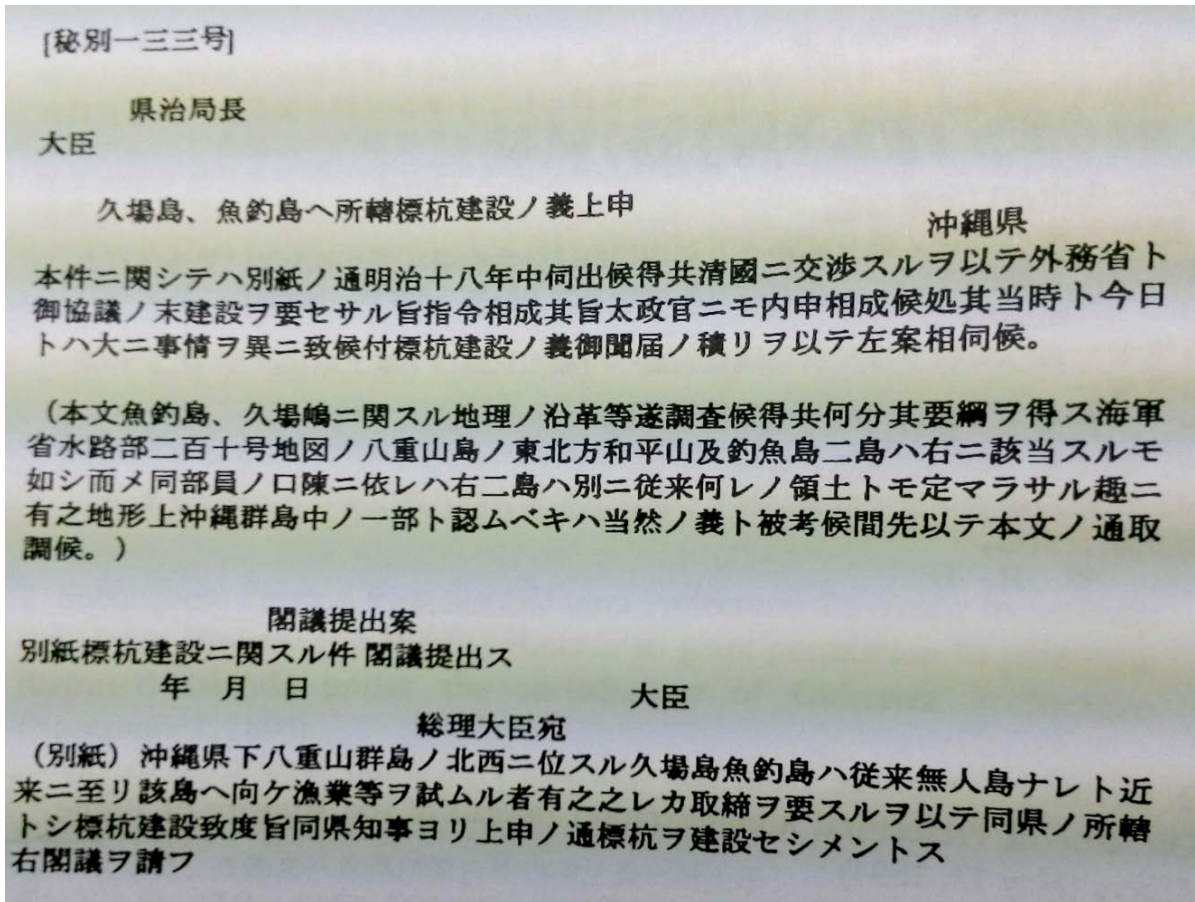 [秘別一三三号]
県治局長
大臣
久場島、魚釣島へ所轄標杭建設ノ義上申
沖縄県
本件ニ関シテハ別紙ノ通明治十八年中伺出候得共清國ニ交渉スルヲ以テ外務省ト
御協議ノ末建設ヲ要セサル旨指令相成其旨太政官ニモ内申相成候処其当時ト今日
トハ大ニ事情ヲ異ニ致候付標杭建設ノ義御聞届ノ積リヲ以テ左案相伺候。
（本文魚釣島、久場嶋ニ関スル地理ノ沿革等遂調査候得共何分其要綱ヲ得ス海軍
省水路部二百十号地図ノ八重山島ノ東北方和平山及釣魚島二島ハ右ニ該当スルモ
如シ而メ同部員ノ口陳ニ依レハ右二島ハ別ニ従来何レノ領土トモ定マラサル趣ニ
有之地形上沖縄群島中ノ一部ト認ムベキハ当然ノ義ト被考候間先以テ本文ノ通取
調候。）
閣議提出案
別紙標杭建設ニ関スル件 閣議提出ス
年 月 日 大臣
総理大臣宛
（別紙）沖縄県下八重山群島ノ北西ニ位スル久場島魚釣島ハ従来無人島ナレト近
来ニ至リ該島へ向ケ漁業等ヲ試ムル者有之之レカ取締ヲ要スルヲ以テ同県ノ所轄
トシ標杭建設致度旨同県知事ヨリ上申ノ通標杭ヲ建設セシメントス
右閣議ヲ請フ